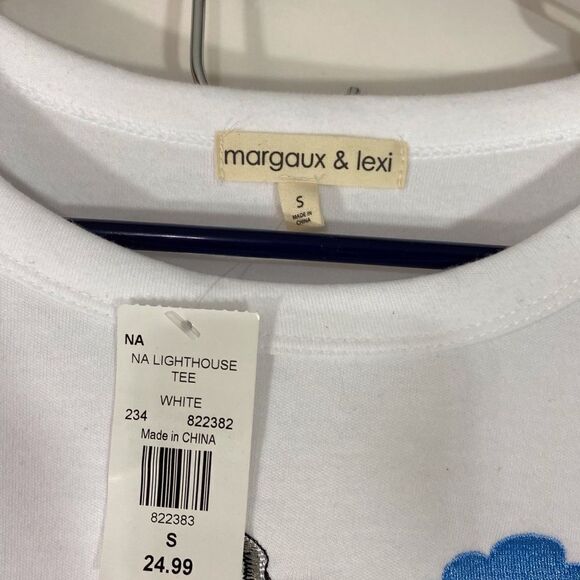 margaux & lexi
S
MADE IN
CHINA
NA
NA LIGHTHOUSE
TEE
WHITE
234 822382
Made in CHINA
822383
S
24.99